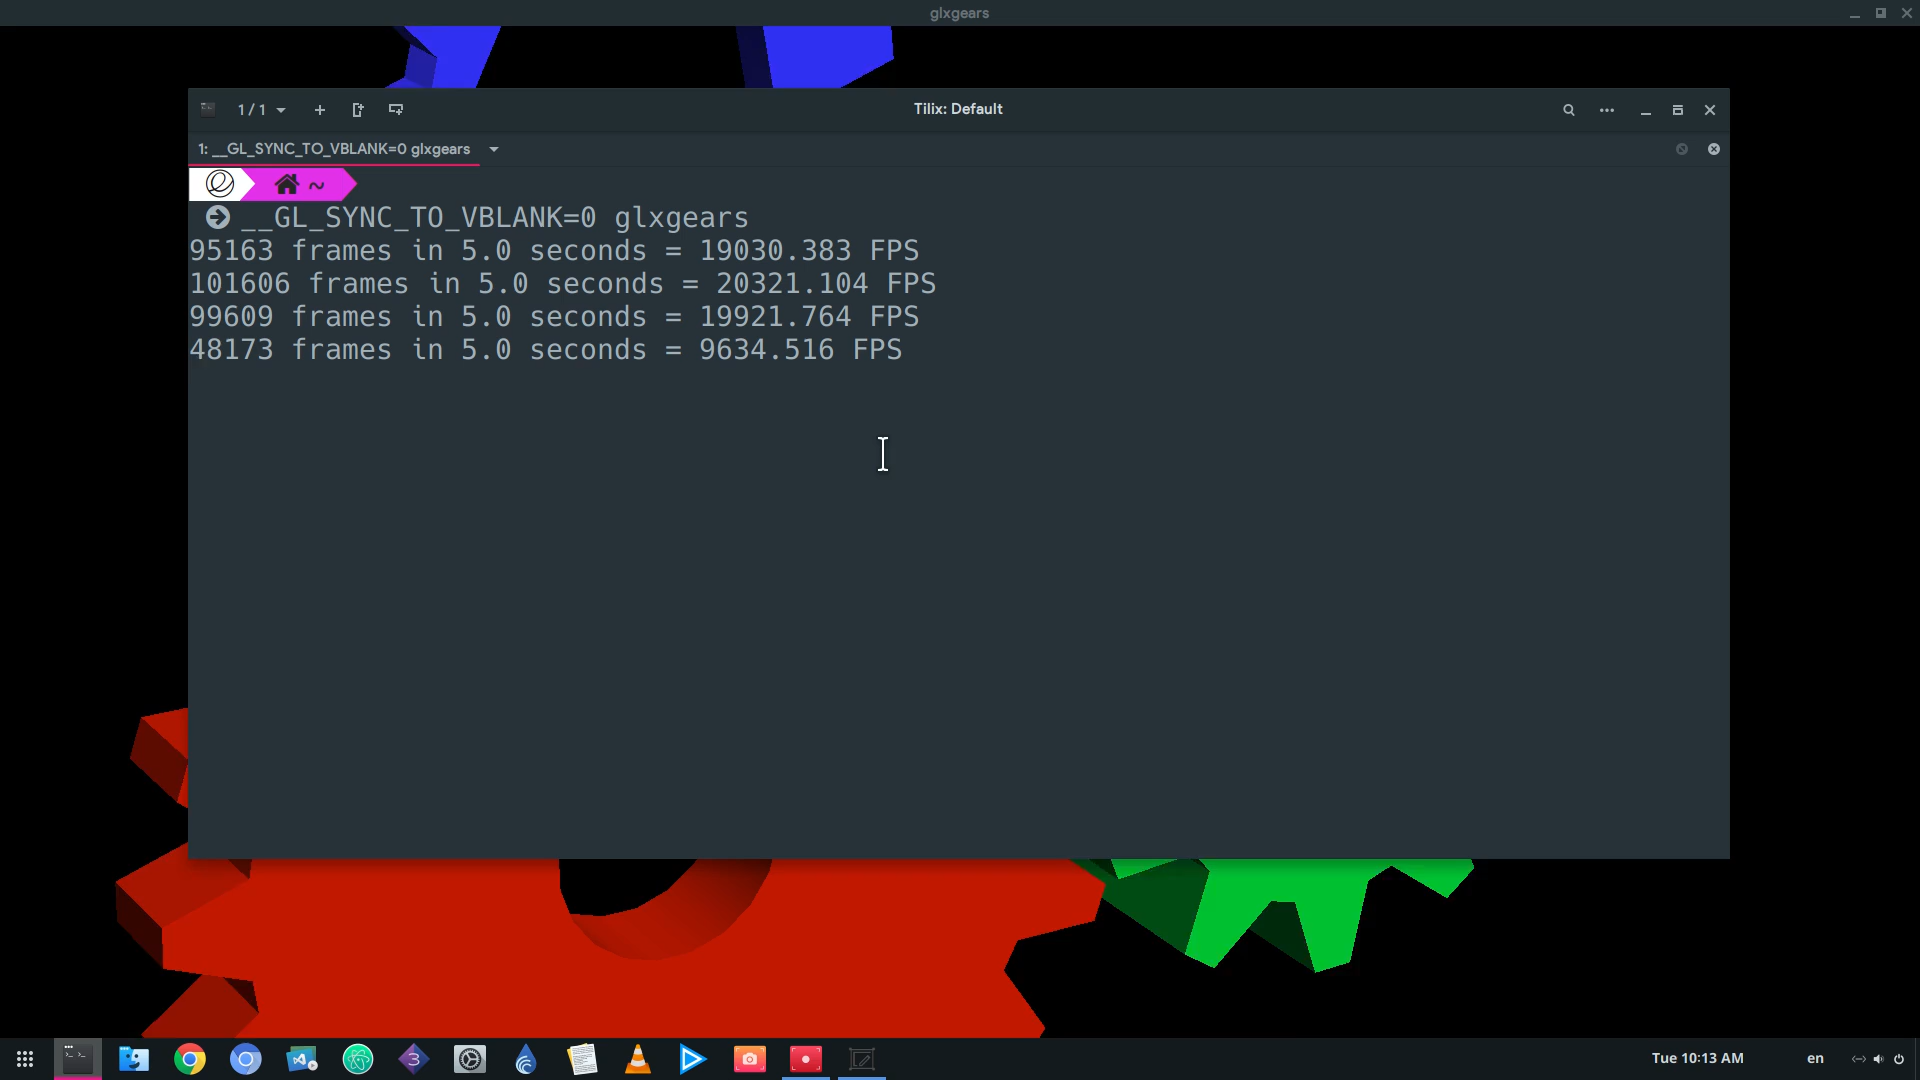 glxgears
1 / 1
Tilix: Default
1: __GL_SYNC_TO_VBLANK=0 glxgears
~
__GL_SYNC_TO_VBLANK=0 glxgears
95163 frames in 5.0 seconds = 19030.383 FPS
101606 frames in 5.0 seconds = 20321.104 FPS
99609 frames in 5.0 seconds = 19921.764 FPS
48173 frames in 5.0 seconds = 9634.516 FPS
3
Tue 10:13 AM
en